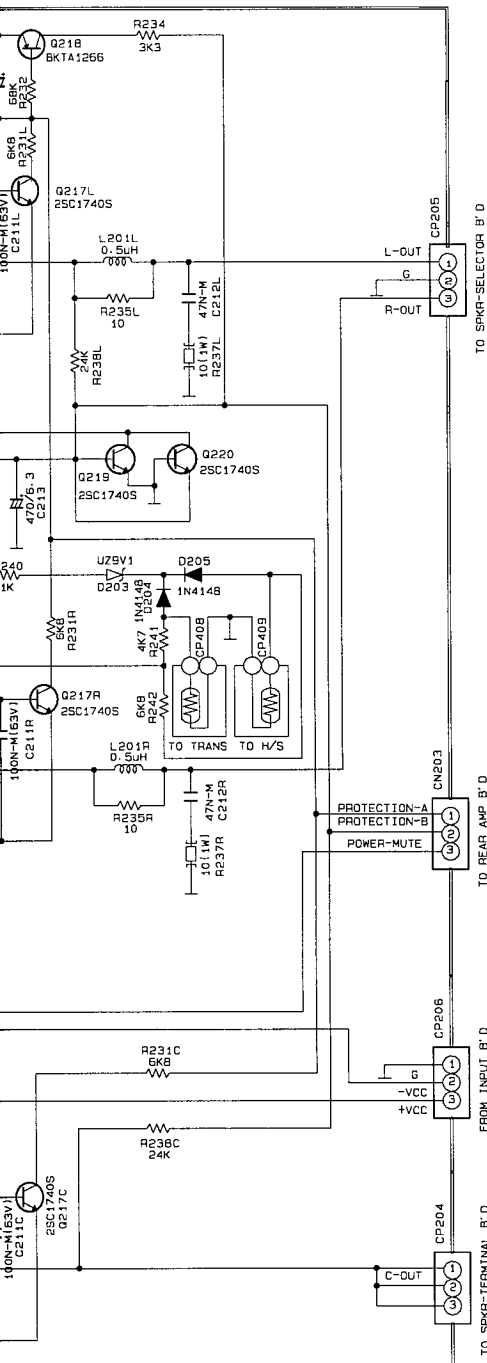 R234
3K3
Q218
BKTA1266
68K
R232
6K8
R231L
Q217L
2SC1740S
100N-M(63V)
C211L
CP205
L201L
0.5uH
L-OUT
1
G
2
R-OUT
3
TO SPKR-SELECTOR B'D
R235L
10
47N-M
C212L
24K
R238L
10(1W)
R237L
Q219
2SC1740S
Q220
2SC1740S
470/6.3
C213
240
1K
UZ9V1
D203
D205
1N4148
1N4148
D204
6K8
R231R
4K7
R241
CP408
CP409
6K8
R242
Q217R
2SC1740S
100N-M(63V)
C211R
TO TRANS
TO H/S
L201R
0.5uH
R235R
10
47N-M
C212R
10(1W)
R237R
CN203
PROTECTION-A
1
PROTECTION-B
2
POWER-MUTE
3
TO REAR AMP B'D
CP206
1
G
2
-VCC
3
+VCC
FROM INPUT B'D
R231C
6K8
R238C
24K
2SC1740S
Q217C
100N-M(63V)
C211C
CP204
C-OUT
1
2
3
TO SPKR-TERMINAL B'D